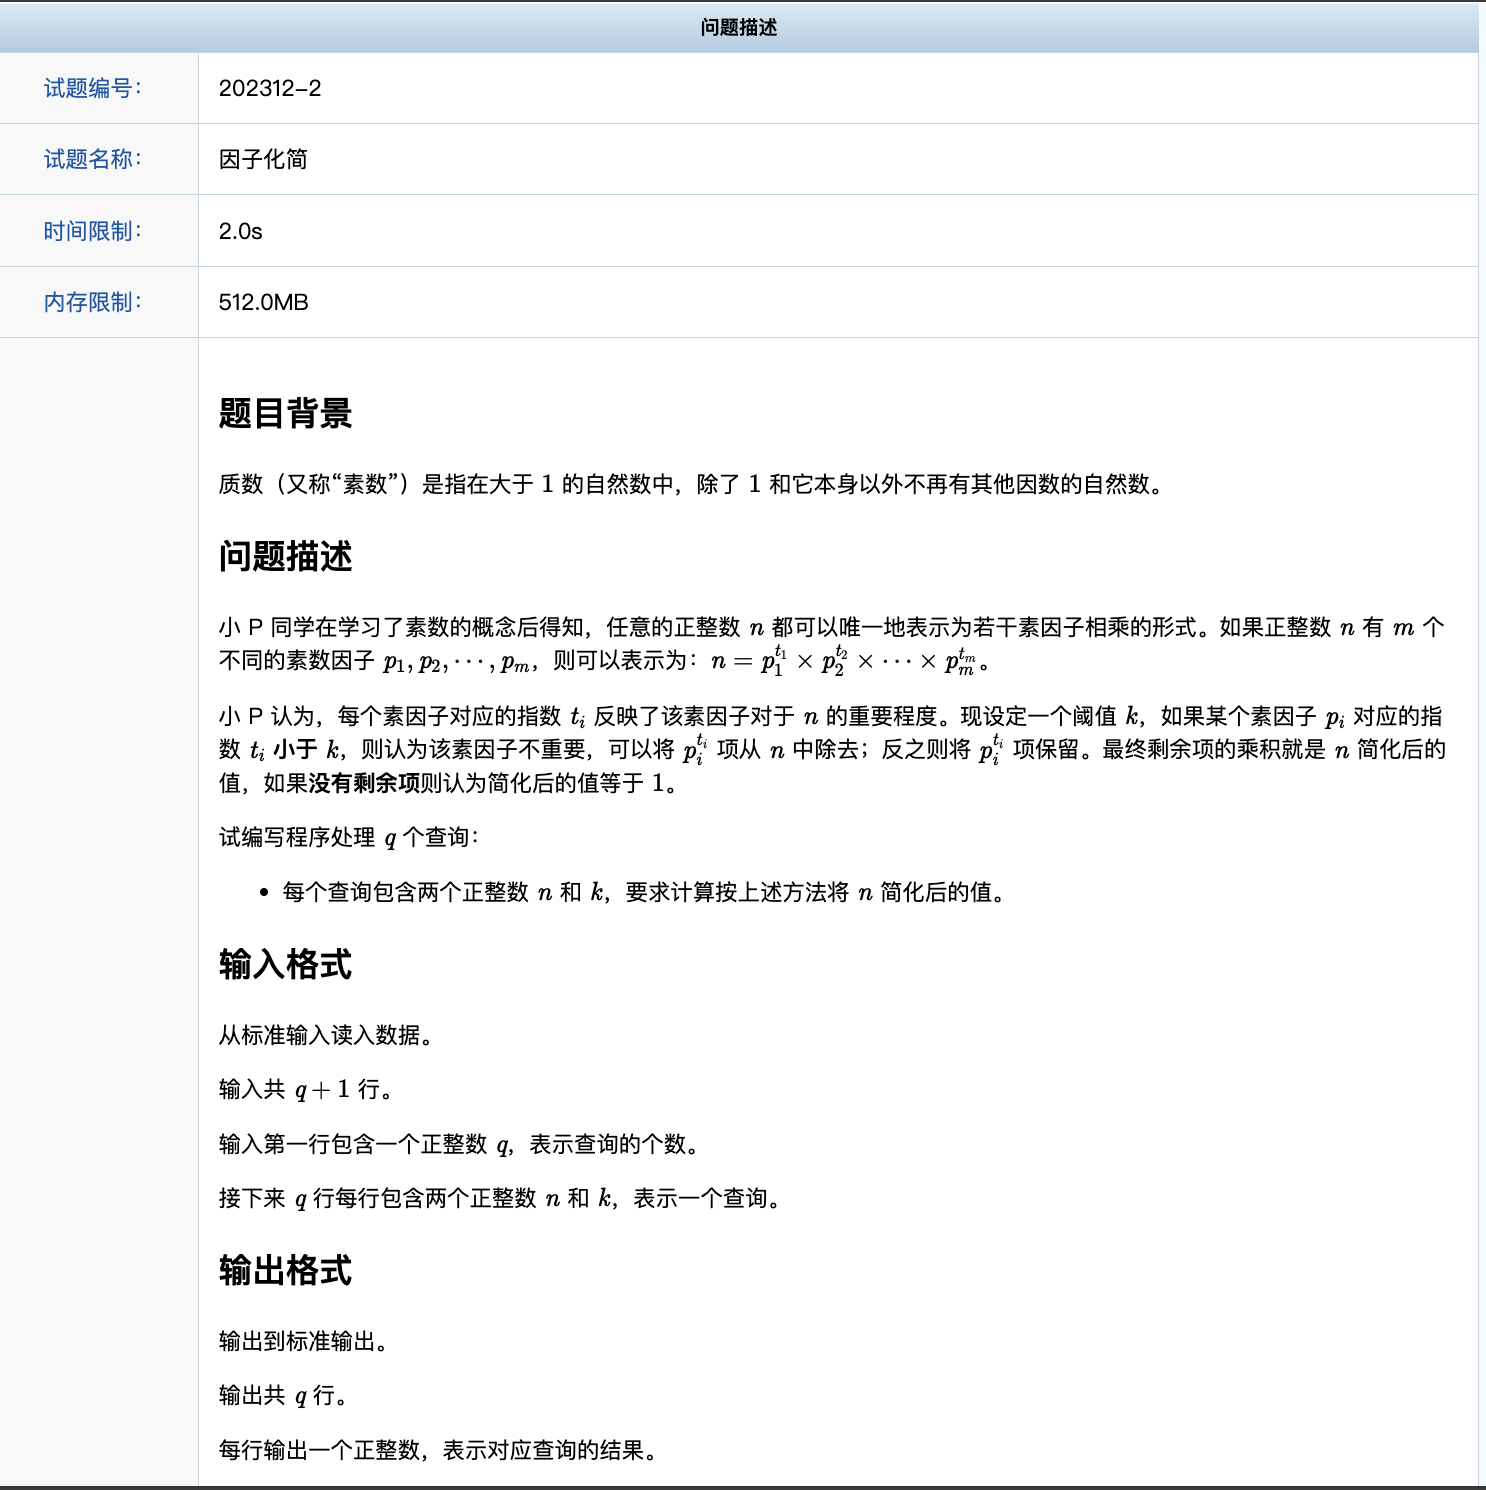 问题描述
试题编号： 202312-2
试题名称： 因子化简
时间限制： 2.0s
内存限制： 512.0MB
题目背景
质数（又称“素数”）是指在大于 1 的自然数中，除了 1 和它本身以外不再有其他因数的自然数。
问题描述
小 P 同学在学习了素数的概念后得知，任意的正整数 n 都可以唯一地表示为若干素因子相乘的形式。如果正整数 n 有 m 个
不同的素数因子 p₁, p₂, ⋯, pₘ，则可以表示为：$n = p_1^{t_1} \times p_2^{t_2} \times \cdots \times p_m^{t_m}$。
小 P 认为，每个素因子对应的指数 $t_i$ 反映了该素因子对于 n 的重要程度。现设定一个阈值 k，如果某个素因子 $p_i$ 对应的指
数 $t_i$ 小于 k，则认为该素因子不重要，可以将 $p_i^{t_i}$ 项从 n 中除去；反之则将 $p_i^{t_i}$ 项保留。最终剩余项的乘积就是 n 简化后的
值，如果没有剩余项则认为简化后的值等于 1。
试编写程序处理 q 个查询：
• 每个查询包含两个正整数 n 和 k，要求计算按上述方法将 n 简化后的值。
输入格式
从标准输入读入数据。
输入共 q + 1 行。
输入第一行包含一个正整数 q，表示查询的个数。
接下来 q 行每行包含两个正整数 n 和 k，表示一个查询。
输出格式
输出到标准输出。
输出共 q 行。
每行输出一个正整数，表示对应查询的结果。